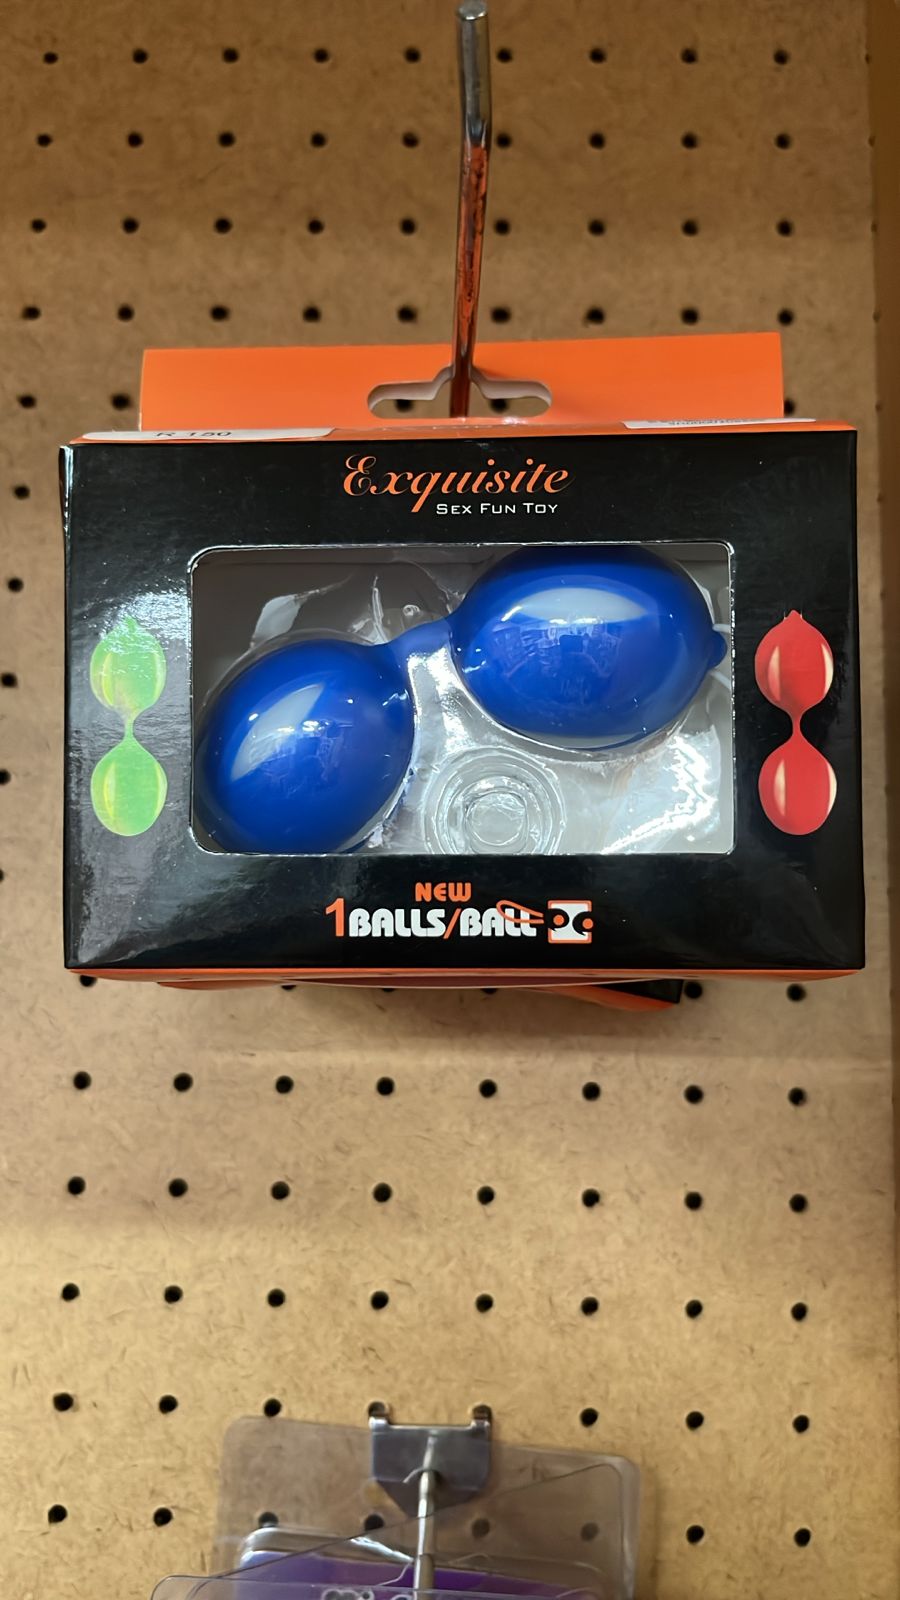 R 150
Exquisite
SEX FUN TOY
NEW
1BALLS/BALL